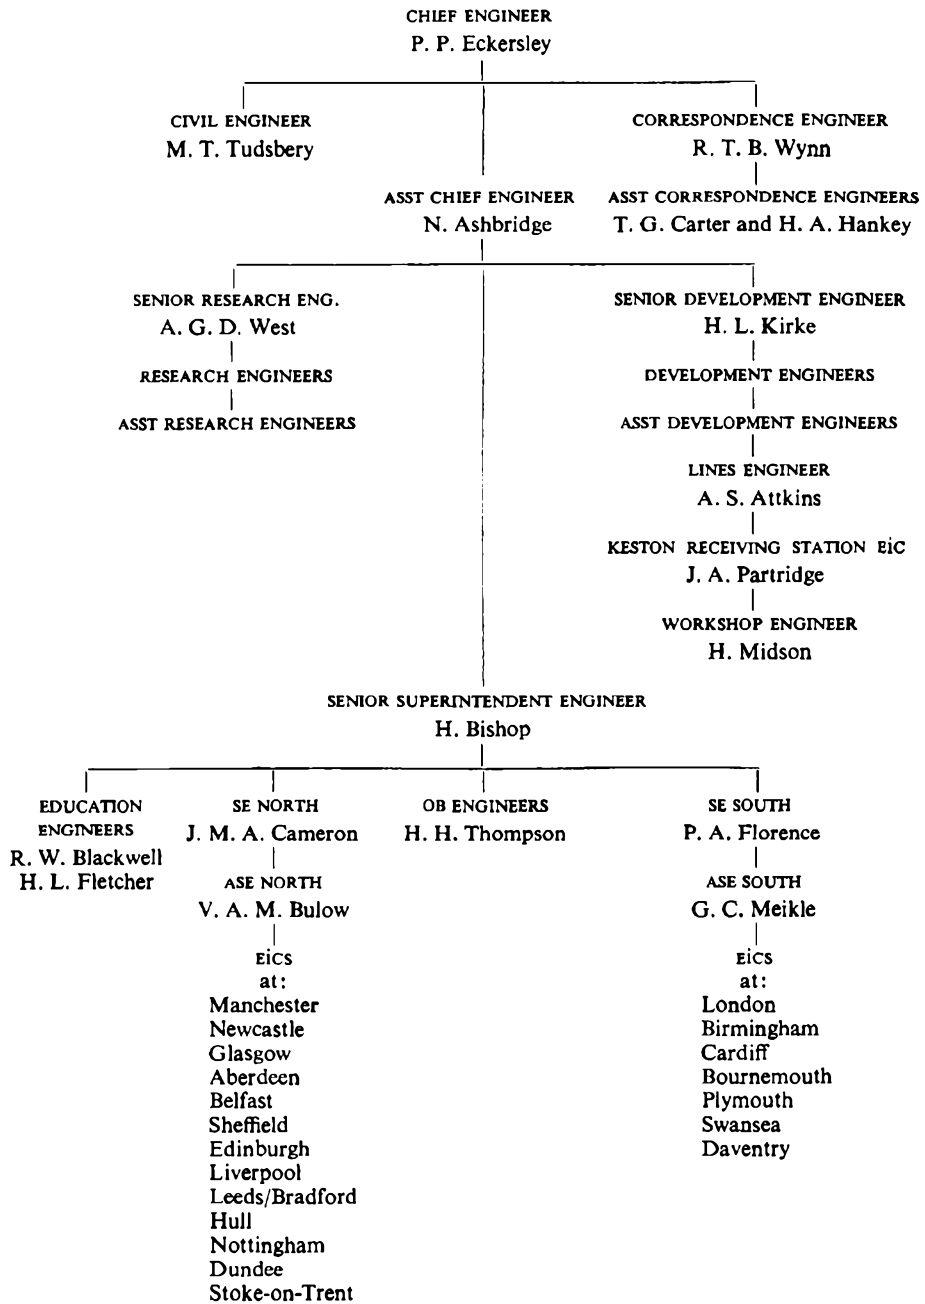 CHIEF ENGINEER
P. P. Eckersley
CIVIL ENGINEER
M. T. Tudsbery
CORRESPONDENCE ENGINEER
R. T. B. Wynn
ASST CHIEF ENGINEER
N. Ashbridge
ASST CORRESPONDENCE ENGINEERS
T. G. Carter and H. A. Hankey
SENIOR RESEARCH ENG.
A. G. D. West
RESEARCH ENGINEERS
ASST RESEARCH ENGINEERS
SENIOR DEVELOPMENT ENGINEER
H. L. Kirke
DEVELOPMENT ENGINEERS
ASST DEVELOPMENT ENGINEERS
LINES ENGINEER
A. S. Attkins
KESTON RECEIVING STATION EiC
J. A. Partridge
WORKSHOP ENGINEER
H. Midson
SENIOR SUPERINTENDENT ENGINEER
H. Bishop
EDUCATION
ENGINEERS
R. W. Blackwell
H. L. Fletcher
SE NORTH
J. M. A. Cameron
ASE NORTH
V. A. M. Bulow
EiCS
at:
Manchester
Newcastle
Glasgow
Aberdeen
Belfast
Sheffield
Edinburgh
Liverpool
Leeds/Bradford
Hull
Nottingham
Dundee
Stoke-on-Trent
OB ENGINEERS
H. H. Thompson
SE SOUTH
P. A. Florence
ASE SOUTH
G. C. Meikle
EiCS
at:
London
Birmingham
Cardiff
Bournemouth
Plymouth
Swansea
Daventry